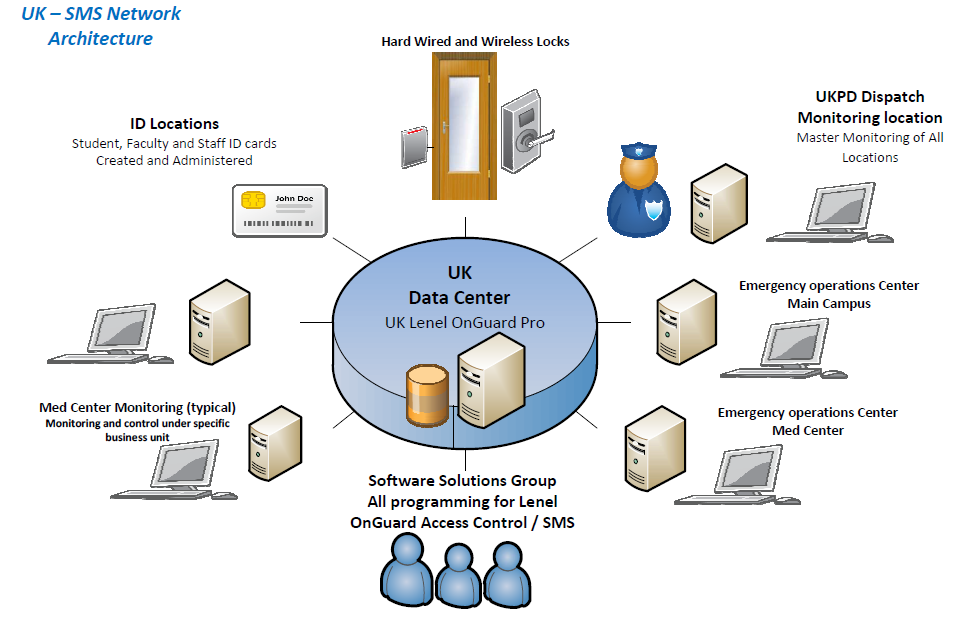 UK – SMS Network
Architecture
Hard Wired and Wireless Locks
ID Locations
Student, Faculty and Staff ID cards
Created and Administered
John Doe
UKPD Dispatch
Monitoring location
Master Monitoring of All
Locations
UK
Data Center
UK Lenel OnGuard Pro
Emergency operations Center
Main Campus
Med Center Monitoring (typical)
Monitoring and control under specific
business unit
Emergency operations Center
Med Center
Software Solutions Group
All programming for Lenel
OnGuard Access Control / SMS